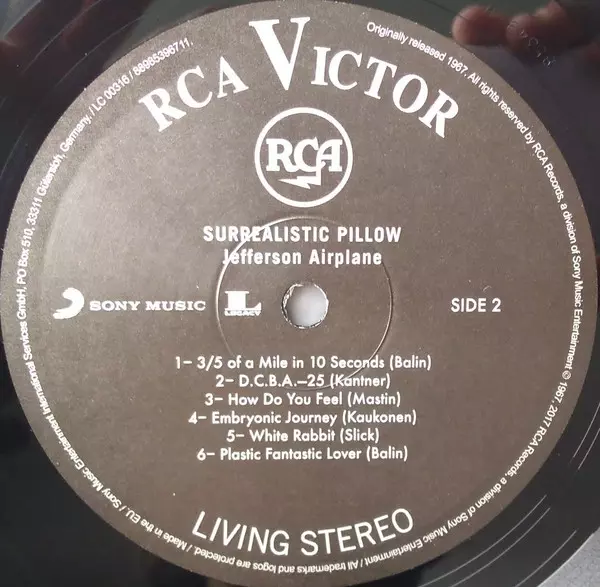 RCA VICTOR
RCA
SURREALISTIC PILLOW
Jefferson Airplane
SONY MUSIC
L
LEGACY
SIDE 2
1– 3/5 of a Mile in 10 Seconds (Balin)
2– D.C.B.A.–25 (Kantner)
3– How Do You Feel (Mastin)
4– Embryonic Journey (Kaukonen)
5– White Rabbit (Slick)
6– Plastic Fantastic Lover (Balin)
LIVING STEREO
Originally released 1967. All rights reserved by RCA Records, a division of Sony Music Entertainment ℗ 1967, 2017 RCA Records, a division of Sony Music Entertainment / All trademarks and logos are protected. / Made in the EU. / Sony Music Entertainment International Services GmbH, PO Box 510, 33311 Gütersloh, Germany. / LC 00316 / 88985396711.